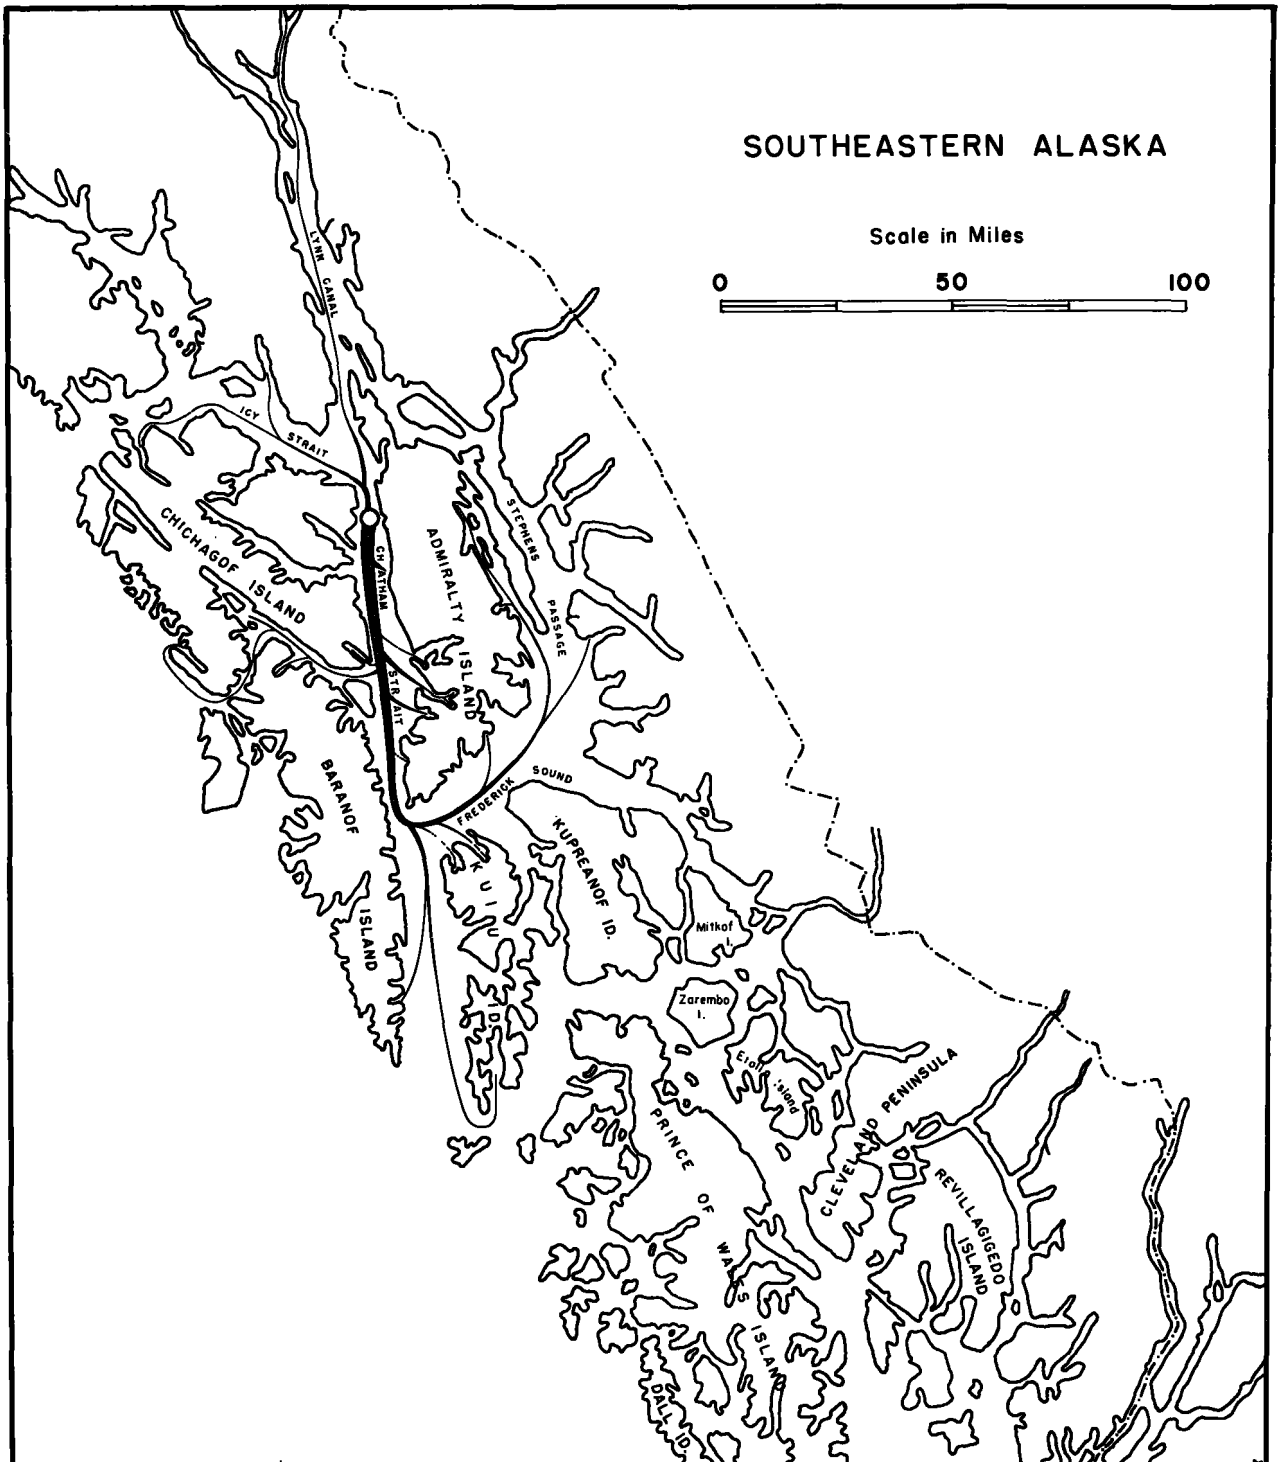 SOUTHEASTERN ALASKA
Scale in Miles
0 50 100
LYNN CANAL
ICY STRAIT
CHICHAGOF ISLAND
CHATHAM STRAIT
ADMIRALTY ISLAND
STEPHENS PASSAGE
BARANOF ISLAND
FREDERICK SOUND
KUPREANOF ID.
KUIU ID.
Mitkof
I.
Zarembo
I.
Etolin Island
CLEVELAND PENINSULA
PRINCE OF WALES ISLAND
REVILLAGIGEDO
ISLAND
DALL ID.